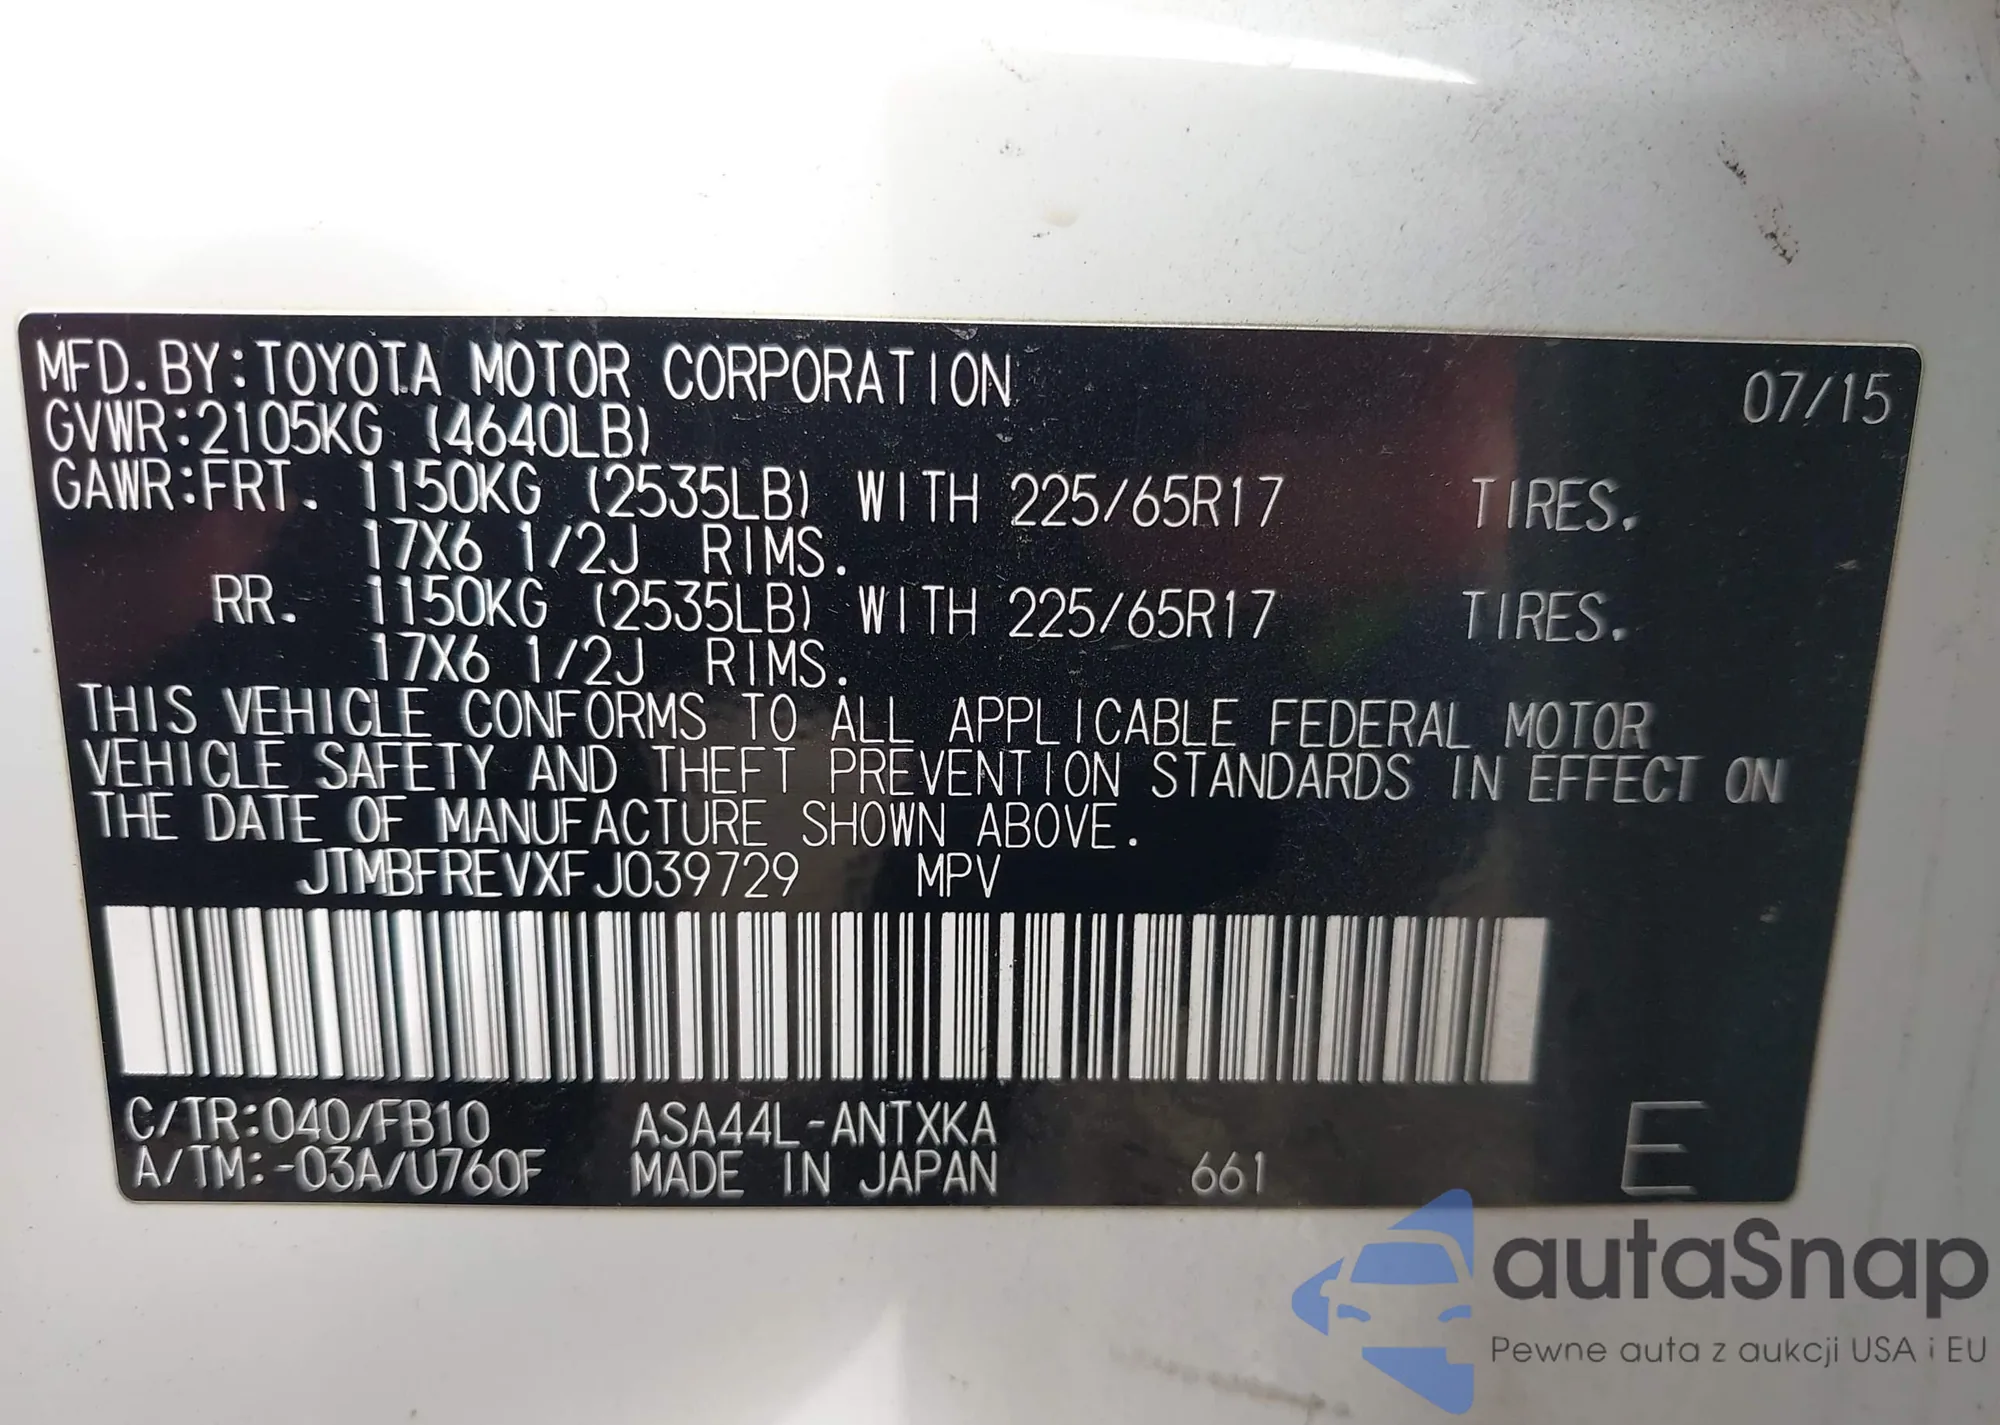 MFD.BY:TOYOTA MOTOR CORPORATION 07/15
GVWR:2105KG (4640LB)
GAWR:FRT. 1150KG (2535LB) WITH 225/65R17 TIRES.
17X6 1/2J RIMS.
RR. 1150KG (2535LB) WITH 225/65R17 TIRES.
17X6 1/2J RIMS.
THIS VEHICLE CONFORMS TO ALL APPLICABLE FEDERAL MOTOR
VEHICLE SAFETY AND THEFT PREVENTION STANDARDS IN EFFECT ON
THE DATE OF MANUFACTURE SHOWN ABOVE.
JTMBFREVXFJ039729 MPV
C/TR:040/FB10 ASA44L-ANTXKA
A/TM:-03A/U760F MADE IN JAPAN 661 E
autaSnap
Pewne auta z aukcji USA i EU